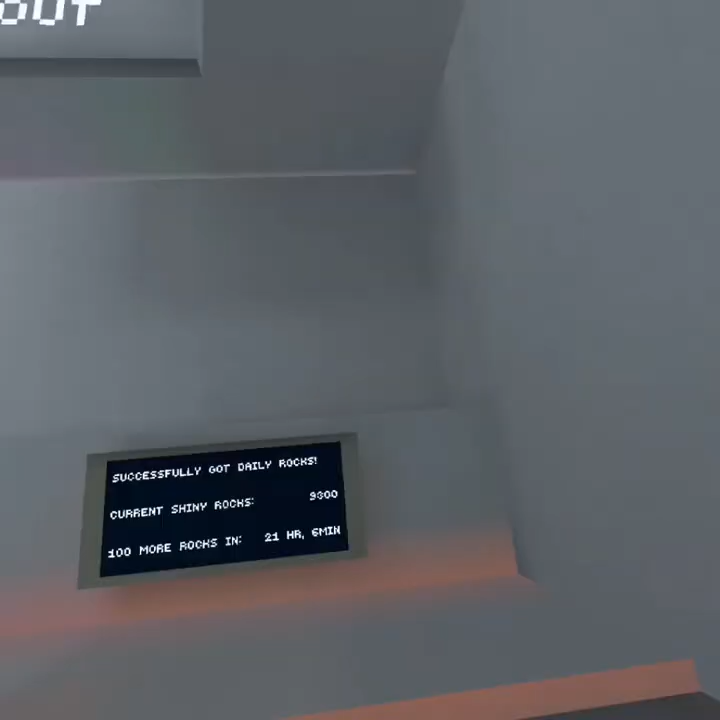 OUT
SUCCESSFULLY GOT DAILY ROCKS!
CURRENT SHINY ROCKS: 9300
100 MORE ROCKS IN: 21 HR, 6MIN